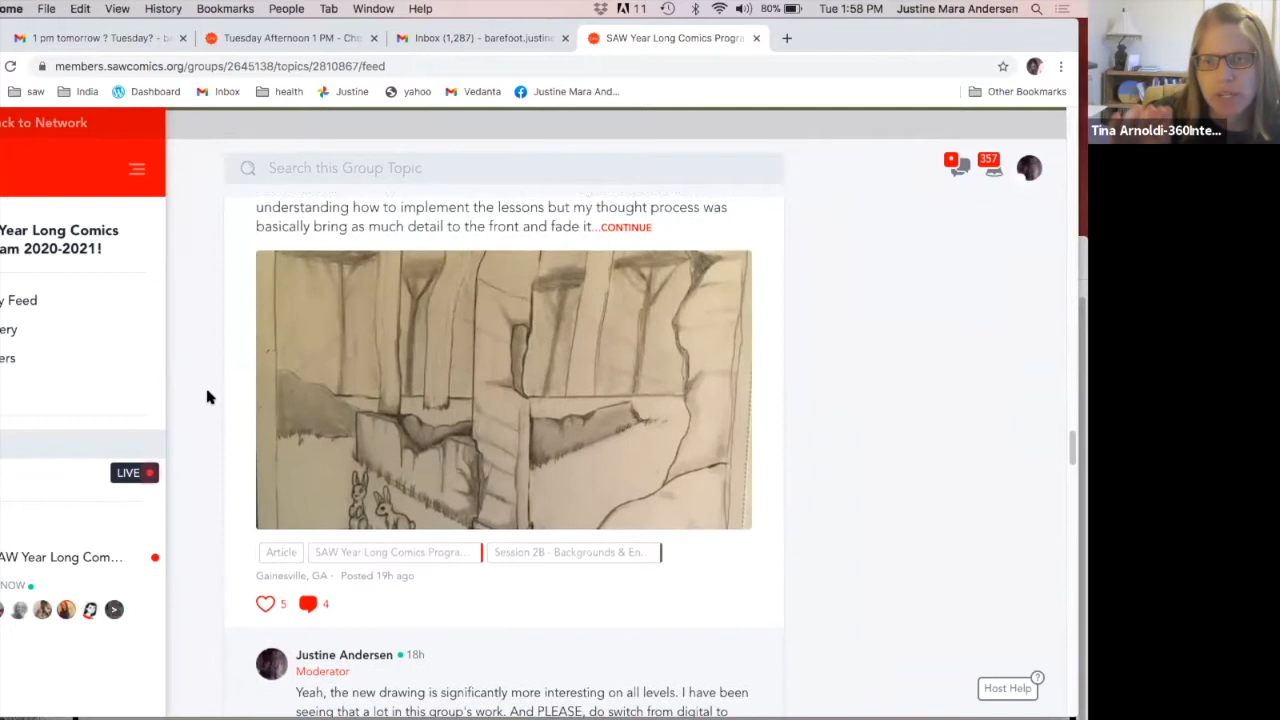 ome File Edit View History Bookmarks People Tab Window Help 11 80% Tue 1:58 PM Justine Mara Andersen
1 pm tomorrow ? Tuesday? - b × Tuesday Afternoon 1 PM - Ch × Inbox (1,287) - barefoot.justine × SAW Year Long Comics Progra × +
members.sawcomics.org/groups/2645138/topics/2810867/feed
saw India Dashboard Inbox health Justine yahoo Vedanta Justine Mara And... Other Bookmarks
Tina Arnoldi-360Inte...
ck to Network
Search this Group Topic
357
understanding how to implement the lessons but my thought process was
basically bring as much detail to the front and fade it...CONTINUE
Year Long Comics
am 2020-2021!
y Feed
ery
ers
LIVE
AW Year Long Com...
NOW
Article SAW Year Long Comics Progra... Session 2B - Backgrounds & En...
Gainesville, GA · Posted 19h ago
5 4
Justine Andersen 18h
Moderator
Yeah, the new drawing is significantly more interesting on all levels. I have been
seeing that a lot in this group's work. And PLEASE, do switch from digital to
Host Help ?